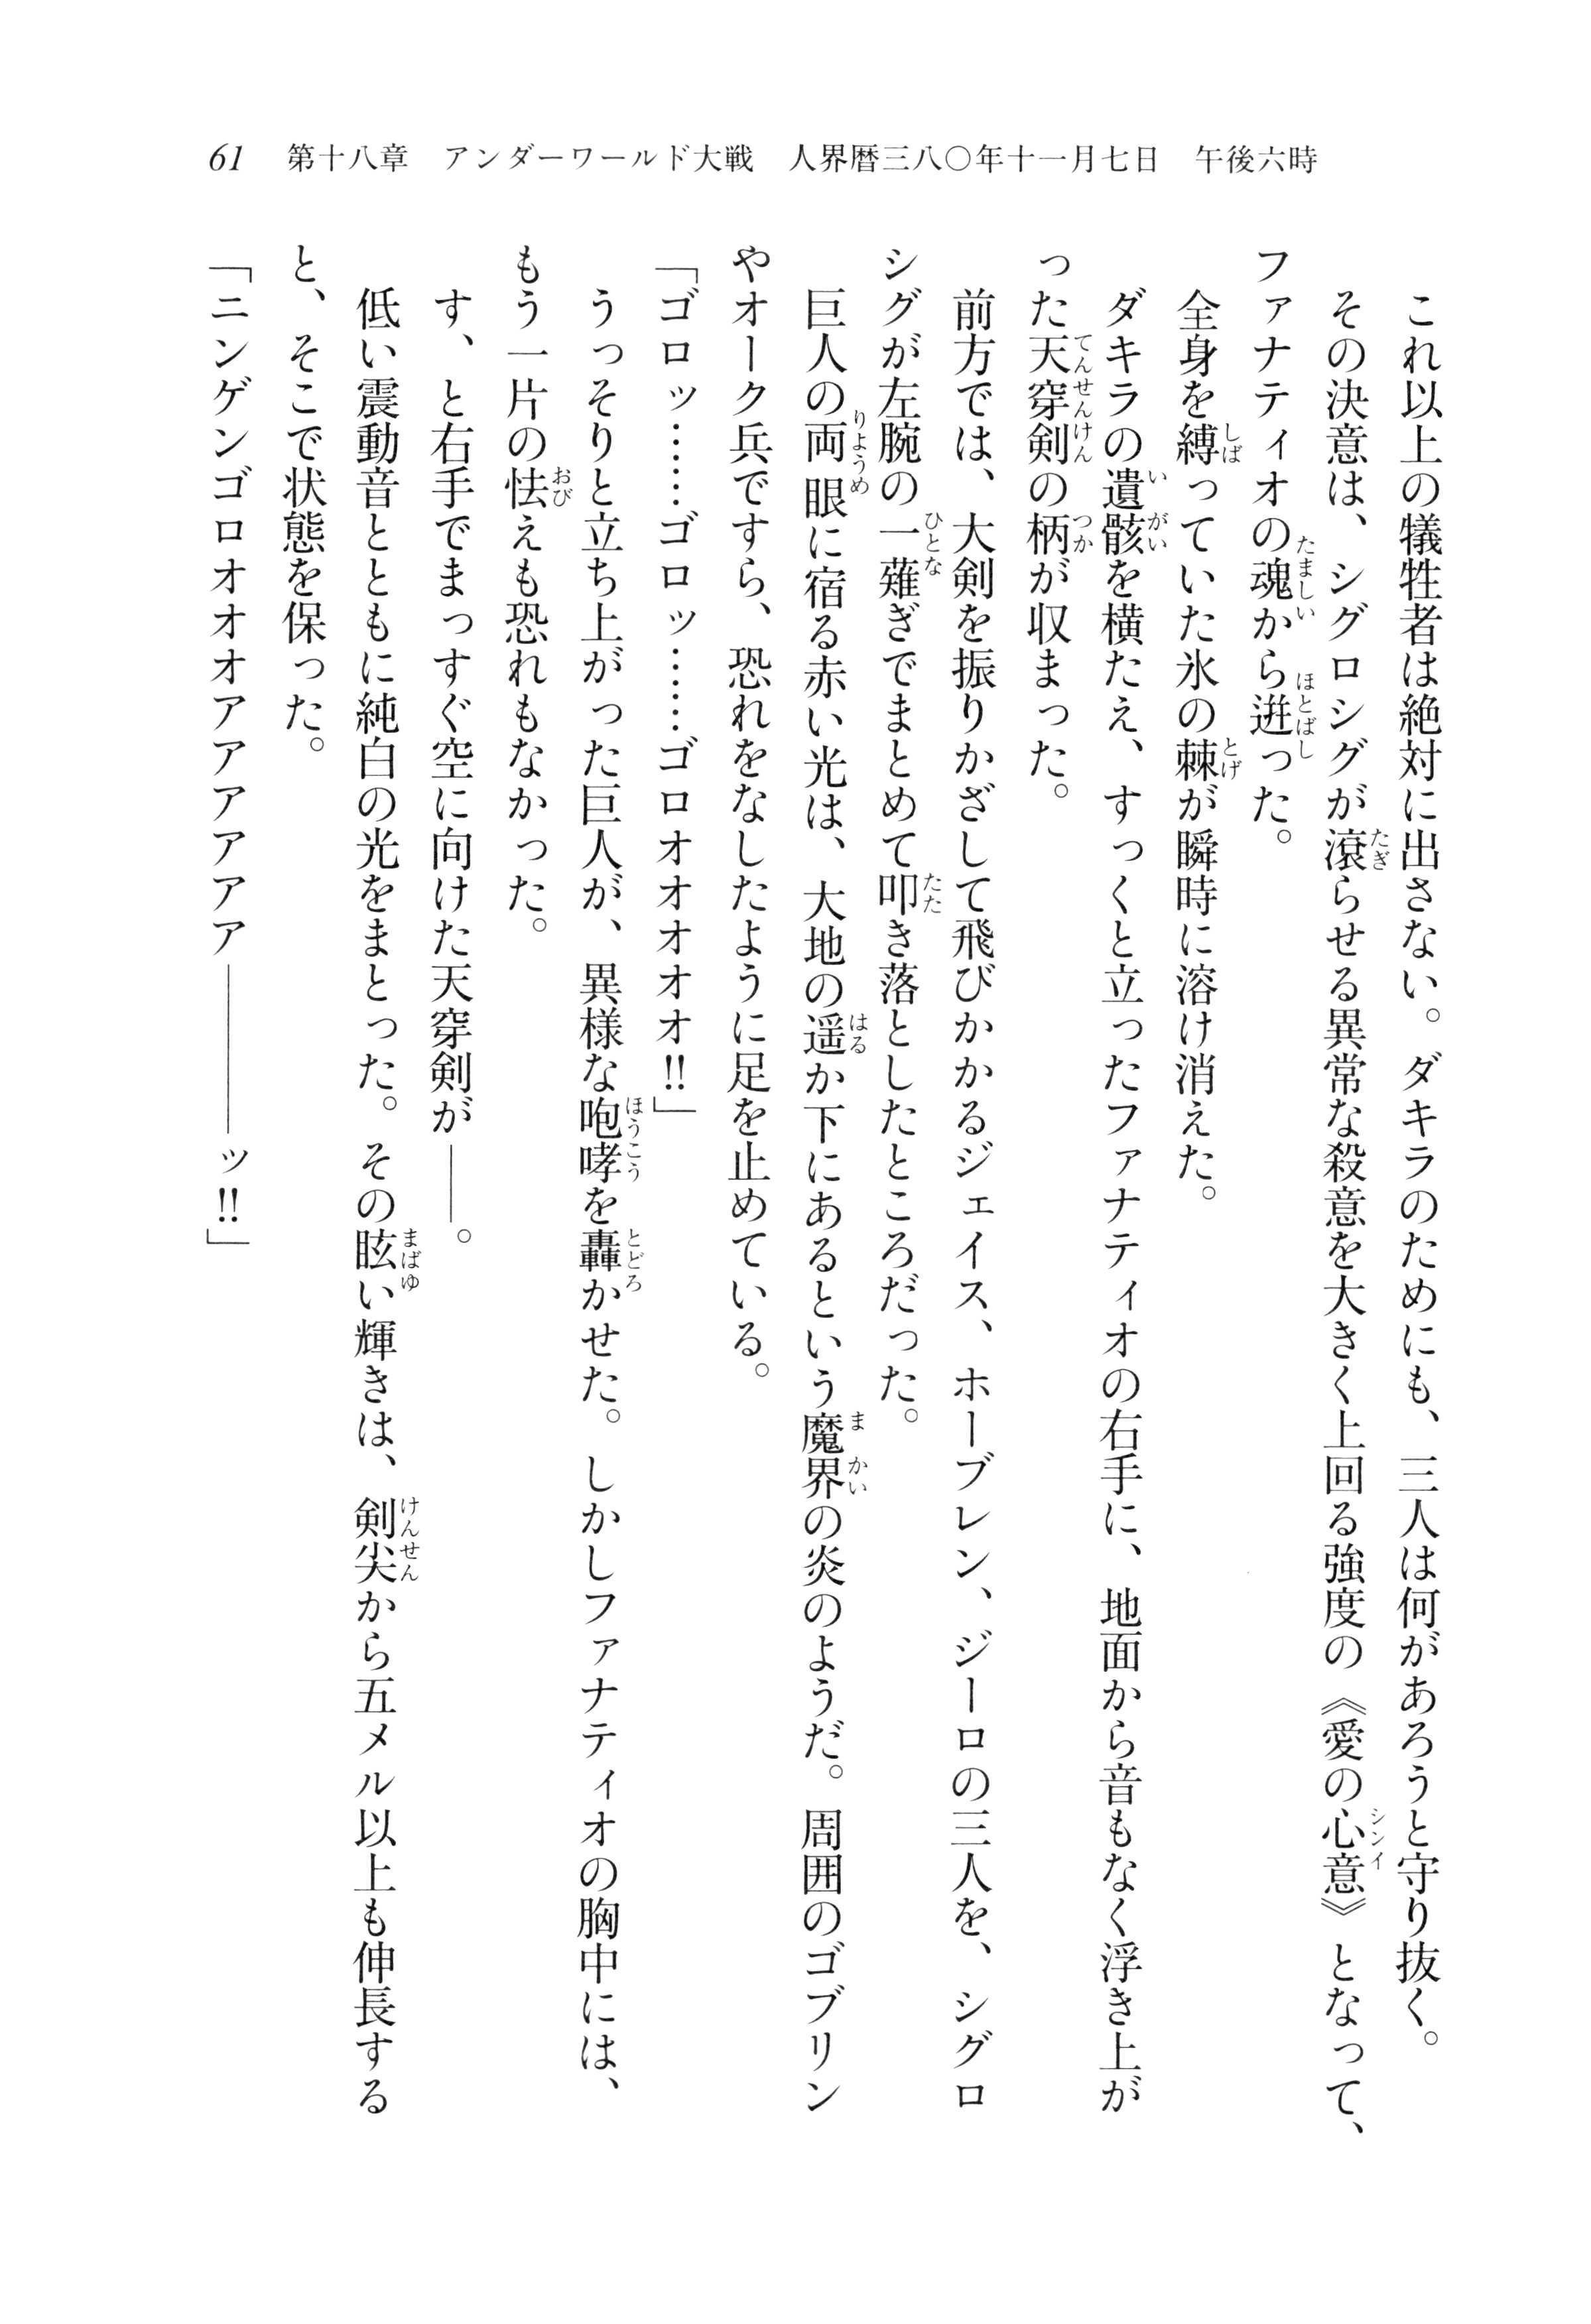 61 第十八章 アンダーワールド大戦 人界暦三八〇年十一月七日 午後六時
これ以上の犠牲者は絶対に出さない。ダキラのためにも、三人は何があろうと守り抜く。
その決意は、シグロシグが滾らせる異常な殺意を大きく上回る強度の《愛の心意》となって、
ファナティオの魂から迸った。
全身を縛っていた氷の棘が瞬時に溶け消えた。
ダキラの遺骸を横たえ、すっくと立ったファナティオの右手に、地面から音もなく浮き上が
った天穿剣の柄が収まった。
前方では、大剣を振りかざして飛びかかるジェイス、ホーブレン、ジーロの三人を、シグロ
シグが左腕の一薙ぎでまとめて叩き落としたところだった。
巨人の両眼に宿る赤い光は、大地の遥か下にあるという魔界の炎のようだ。周囲のゴブリン
やオーク兵ですら、恐れをなしたように足を止めている。
「ゴロッ……ゴロッ……ゴロオオオオオ!!」
うっそりと立ち上がった巨人が、異様な咆哮を轟かせた。しかしファナティオの胸中には、
もう一片の怯えも恐れもなかった。
す、と右手でまっすぐ空に向けた天穿剣が――。
低い震動音とともに純白の光をまとった。その眩い輝きは、剣尖から五メル以上も伸長する
と、そこで状態を保った。
「ニンゲンゴロオオオアアアアアア――――ッ!!」